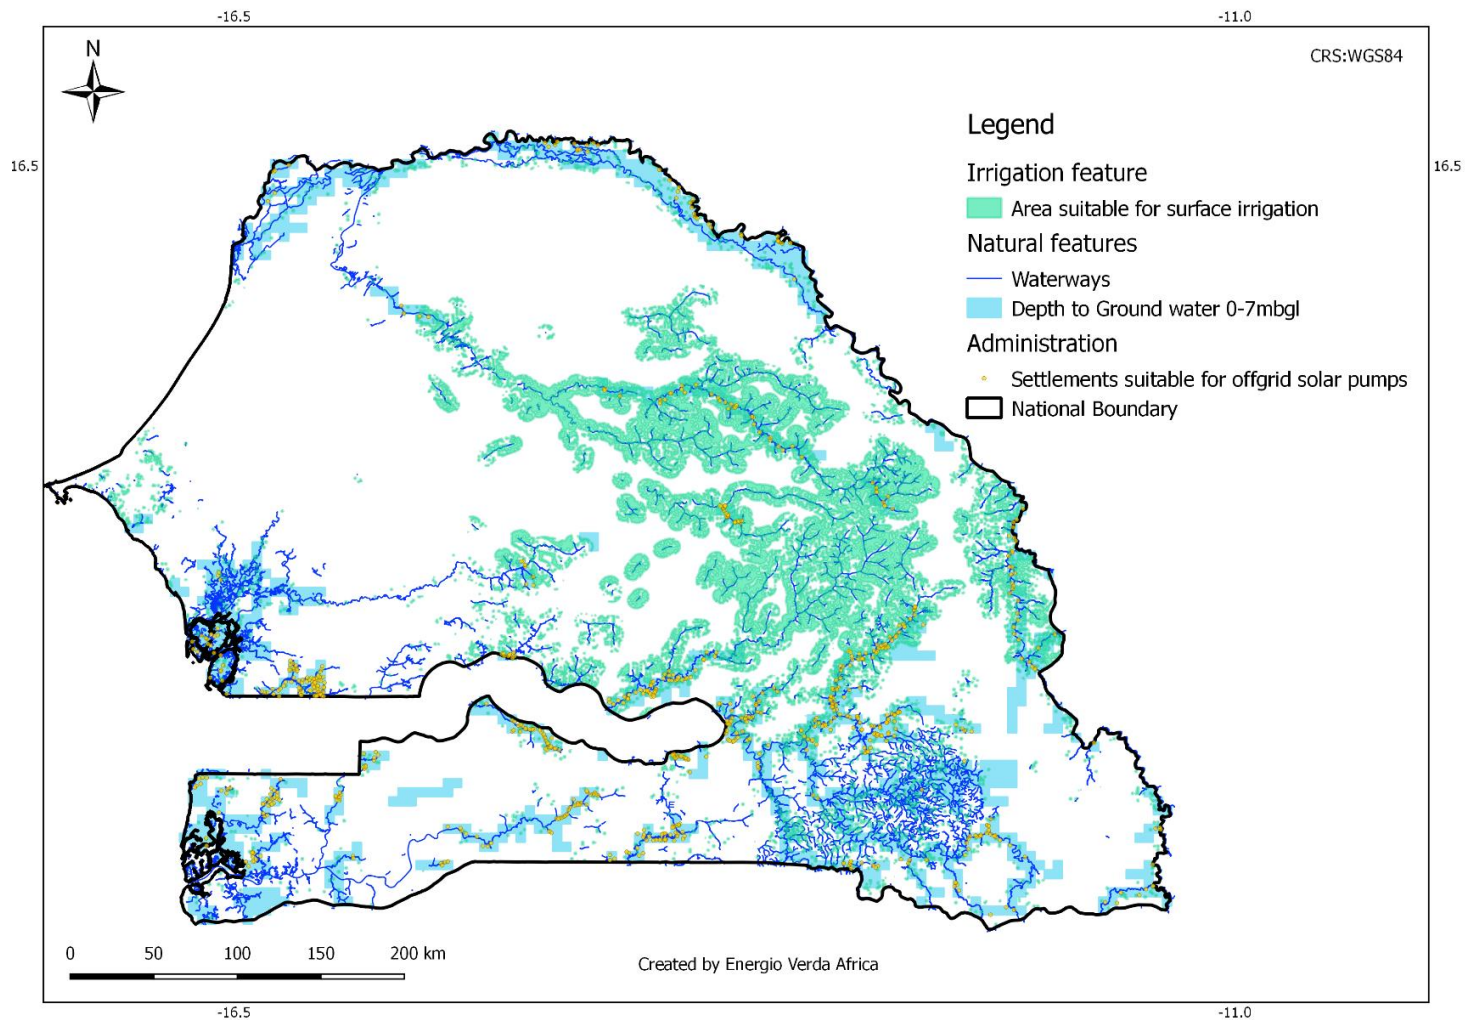 -16.5
-11.0
N
CRS:WGS84
Legend
16.5
16.5
Irrigation feature
Area suitable for surface irrigation
Natural features
Waterways
Depth to Ground water 0-7mbgl
Administration
Settlements suitable for offgrid solar pumps
National Boundary
0 50 100 150 200 km
Created by Energio Verda Africa
-16.5
-11.0